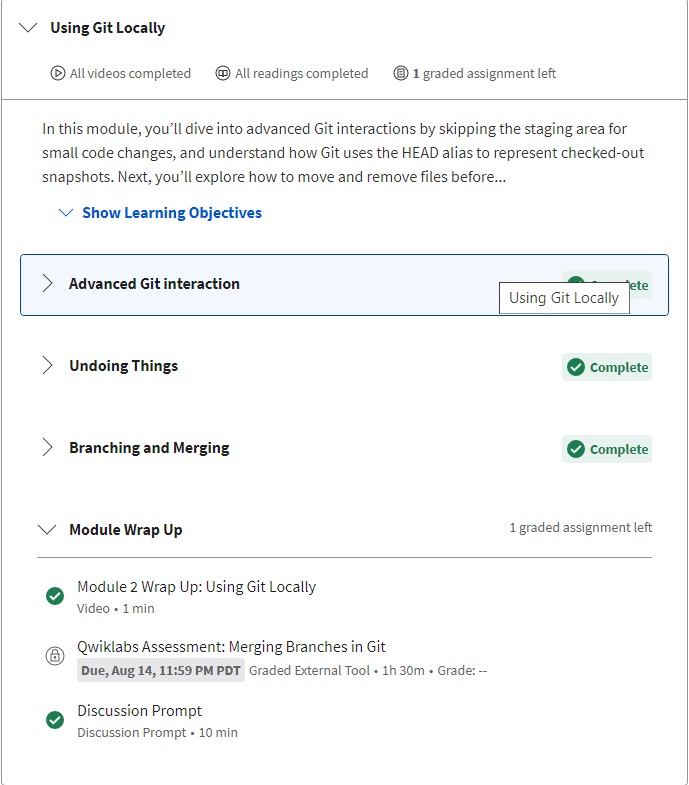 Using Git Locally
All videos completed All readings completed 1 graded assignment left
In this module, you’ll dive into advanced Git interactions by skipping the staging area for
small code changes, and understand how Git uses the HEAD alias to represent checked-out
snapshots. Next, you’ll explore how to move and remove files before...
Show Learning Objectives
Advanced Git interaction
Using Git Locally
Undoing Things Complete
Branching and Merging Complete
Module Wrap Up 1 graded assignment left
Module 2 Wrap Up: Using Git Locally
Video • 1 min
Qwiklabs Assessment: Merging Branches in Git
Due, Aug 14, 11:59 PM PDT Graded External Tool • 1h 30m • Grade: --
Discussion Prompt
Discussion Prompt • 10 min